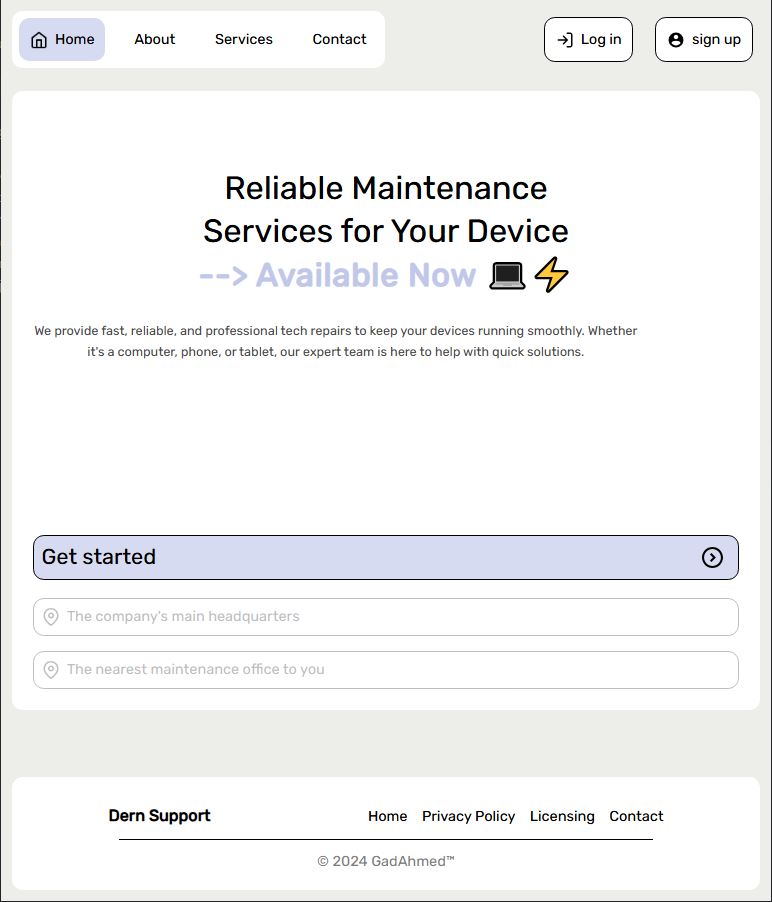 Home About Services Contact Log in sign up
Reliable Maintenance
Services for Your Device
--> Available Now 💻⚡
We provide fast, reliable, and professional tech repairs to keep your devices running smoothly. Whether
it's a computer, phone, or tablet, our expert team is here to help with quick solutions.
Get started
The company's main headquarters
The nearest maintenance office to you
Dern Support Home Privacy Policy Licensing Contact
© 2024 GadAhmed™